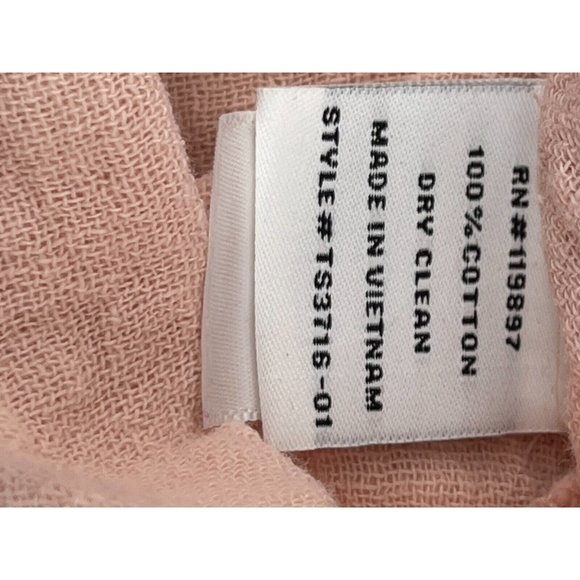 RN#119897
100%COTTON
DRY CLEAN
MADE IN VIETNAM
STYLE#TS3716-01